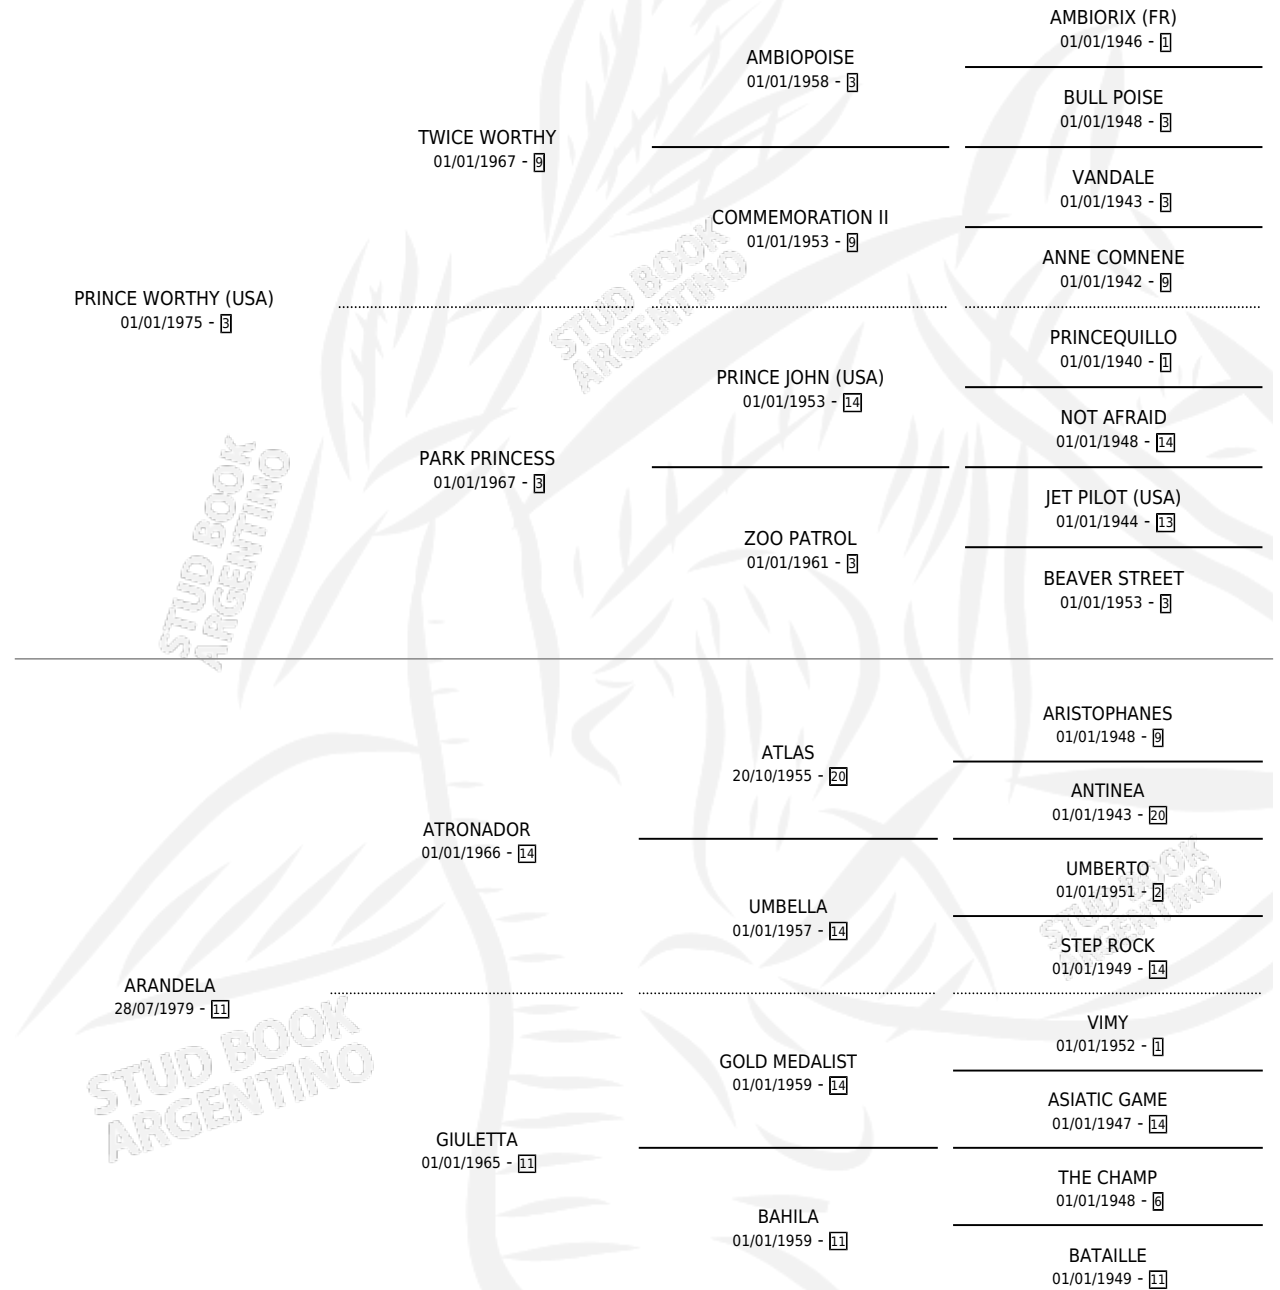 AMBIORIX (FR)
01/01/1946 - 1
AMBIOPOISE
01/01/1958 - 3
BULL POISE
01/01/1948 - 3
TWICE WORTHY
01/01/1967 - 9
VANDALE
01/01/1943 - 3
COMMEMORATION II
01/01/1953 - 9
ANNE COMNENE
01/01/1942 - 9
PRINCE WORTHY (USA)
01/01/1975 - 3
PRINCEQUILLO
01/01/1940 - 1
PRINCE JOHN (USA)
01/01/1953 - 14
NOT AFRAID
01/01/1948 - 14
PARK PRINCESS
01/01/1967 - 3
JET PILOT (USA)
01/01/1944 - 13
ZOO PATROL
01/01/1961 - 3
BEAVER STREET
01/01/1953 - 3
ARISTOPHANES
01/01/1948 - 9
ATLAS
20/10/1955 - 20
ANTINEA
01/01/1943 - 20
ATRONADOR
01/01/1966 - 14
UMBERTO
01/01/1951 - 2
UMBELLA
01/01/1957 - 14
STEP ROCK
01/01/1949 - 14
ARANDELA
28/07/1979 - 11
VIMY
01/01/1952 - 1
GOLD MEDALIST
01/01/1959 - 14
ASIATIC GAME
01/01/1947 - 14
GIULETTA
01/01/1965 - 11
THE CHAMP
01/01/1948 - 6
BAHILA
01/01/1959 - 11
BATAILLE
01/01/1949 - 11
STUD BOOK
ARGENTINO
STUD BOOK
ARGENTINO
STUD BOOK
ARGENTINO
STUD BOOK
ARGENTINO